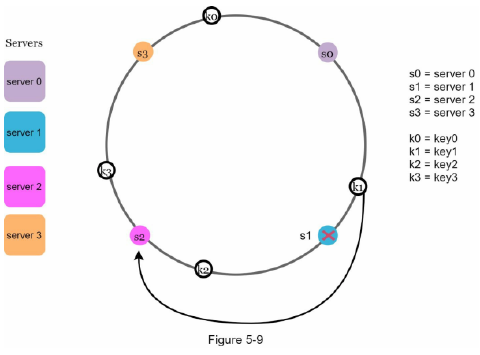 Servers
server 0
server 1
server 2
server 3
k0
s3
s0
k3
k1
s2
s1
k2
s0 = server 0
s1 = server 1
s2 = server 2
s3 = server 3
k0 = key0
k1 = key1
k2 = key2
k3 = key3
Figure 5-9